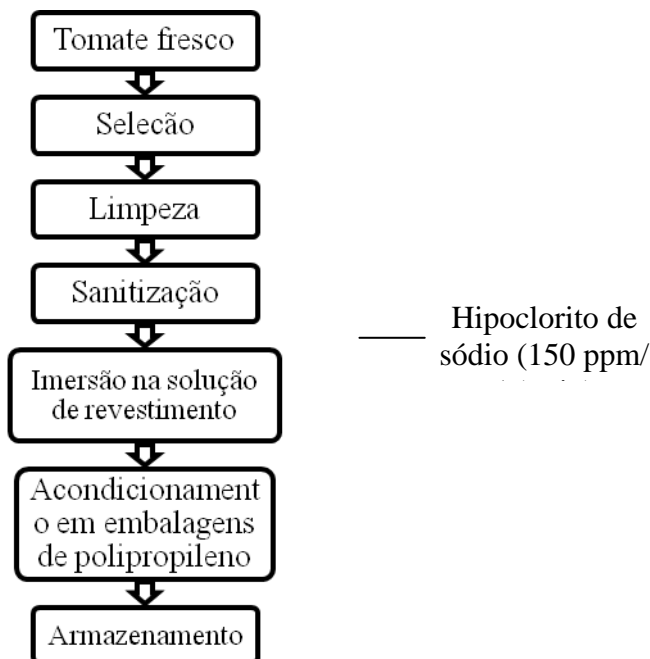 Tomate fresco
Selecão
Limpeza
Sanitização
Hipoclorito de
sódio (150 ppm/
Imersão na solução
de revestimento
Acondicionament
o em embalagens
de polipropileno
Armazenamento